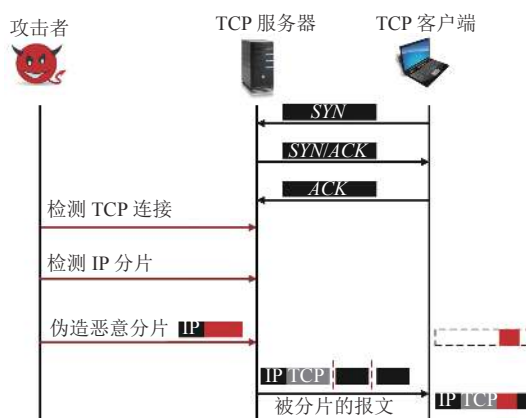 攻击者
TCP 服务器
TCP 客户端
SYN
SYN/ACK
ACK
检测 TCP 连接
检测 IP 分片
伪造恶意分片 IP
IP TCP
被分片的报文
IP TCP